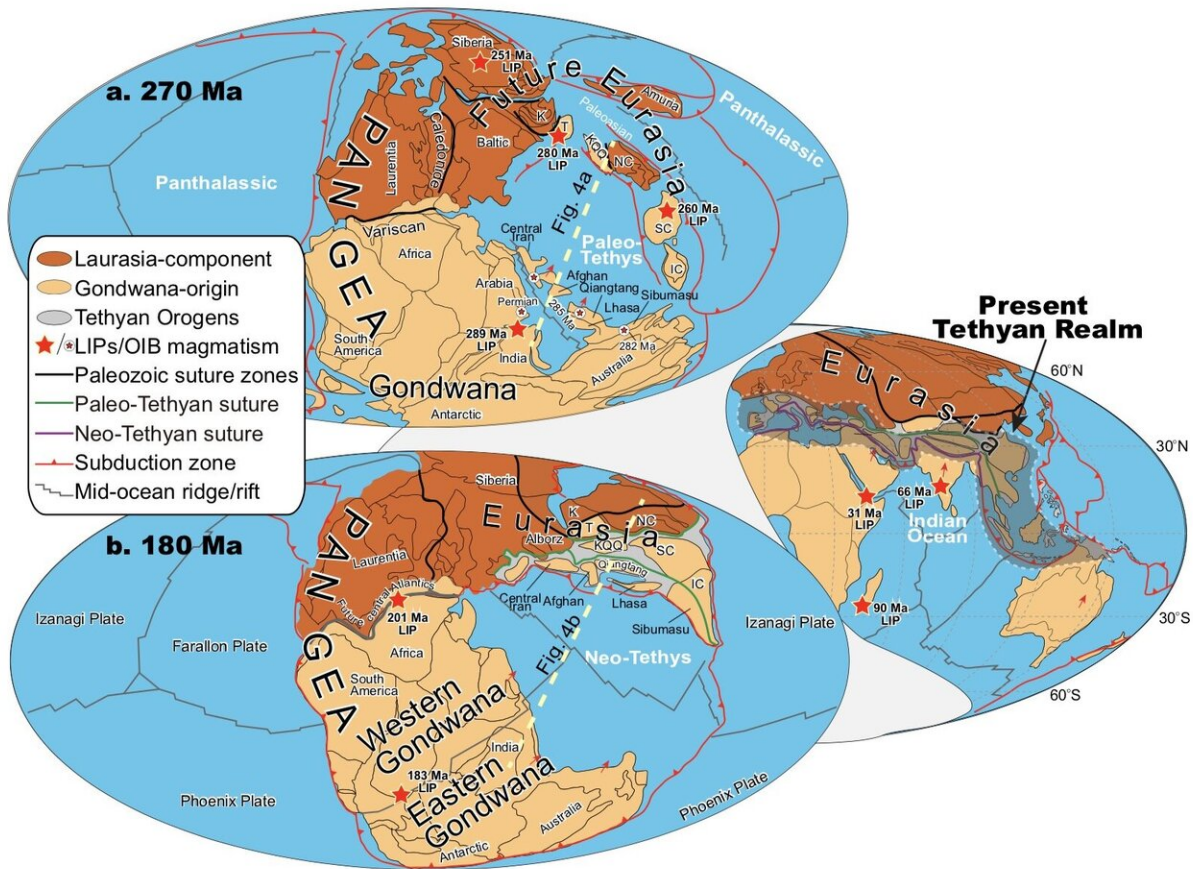 a. 270 Ma
Siberia
251 Ma
LIP
Future Eurasia
Amuria
Panthalassic
Panthalassic
PANGEA
Laurentia
Caledonide
Baltic
K
T
280 Ma
LIP
Paleoasian
KQQ
NC
260 Ma
LIP
SC
IC
Panthalassic
Fig. 4a
Paleo-
Tethys
Variscan
Africa
Central
Iran
Arabia
Afghan
Qiangtang
Lhasa
Sibumasu
Permian
285 Ma
289 Ma
LIP
282 Ma
India
South
America
Australia
Gondwana
Antarctic
Laurasia-component
Gondwana-origin
Tethyan Orogens
/ LIPs/OIB magmatism
Paleozoic suture zones
Paleo-Tethyan suture
Neo-Tethyan suture
Subduction zone
Mid-ocean ridge/rift
Present
Tethyan Realm
60°N
Eurasia
30°N
31 Ma
LIP
66 Ma
LIP
Indian
Ocean
90 Ma
LIP
30°S
60°S
b. 180 Ma
Siberia
Eurasia
K
T
NC
Alborz
KQQ
SC
Qiangtang
IC
PANGEA
Laurentia
Future central Atlantics
201 Ma
LIP
Central
Iran
Afghan
Lhasa
Sibumasu
Izanagi Plate
Farallon Plate
Africa
Fig. 4b
Neo-Tethys
Izanagi Plate
South
America
Western
Gondwana
India
183 Ma
LIP
Eastern
Gondwana
Phoenix Plate
Australia
Phoenix Plate
Antarctic